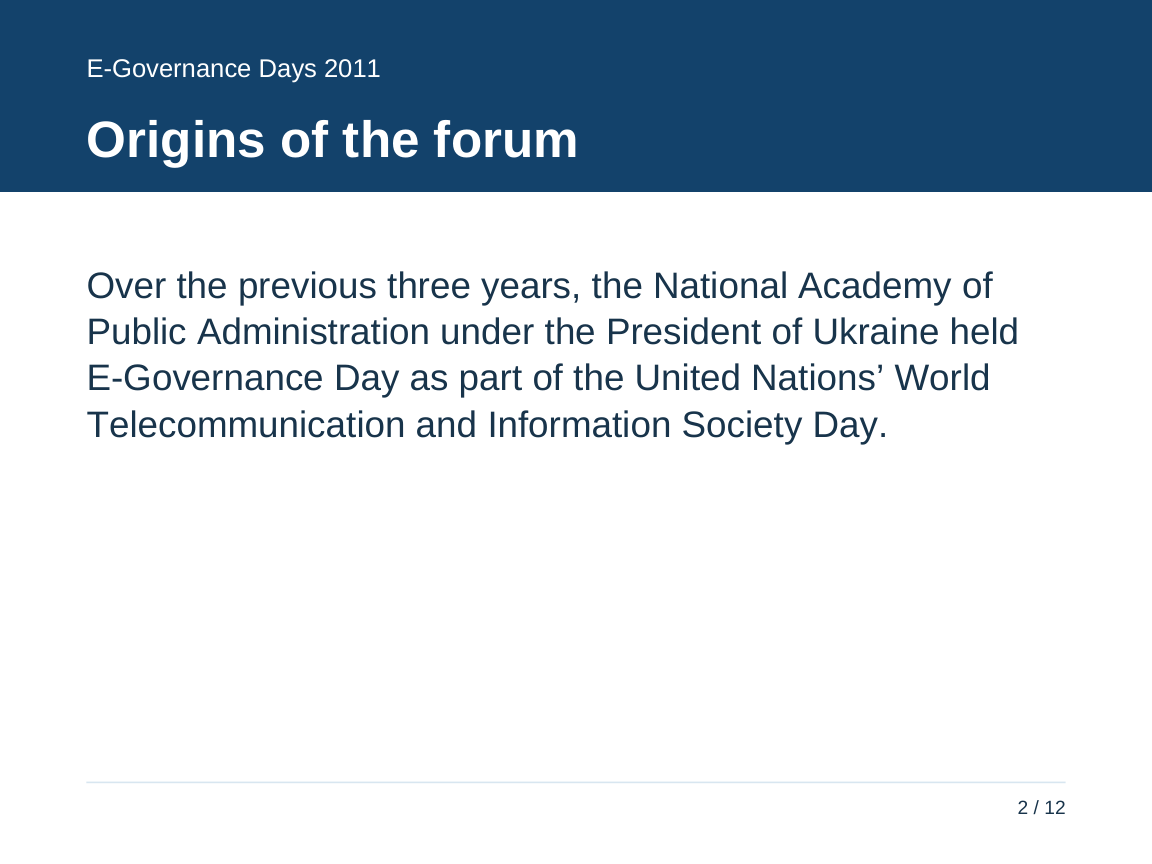 E-Governance Days 2011
Origins of the forum
Over the previous three years, the National Academy of
Public Administration under the President of Ukraine held
E-Governance Day as part of the United Nations’ World
Telecommunication and Information Society Day.
2 / 12